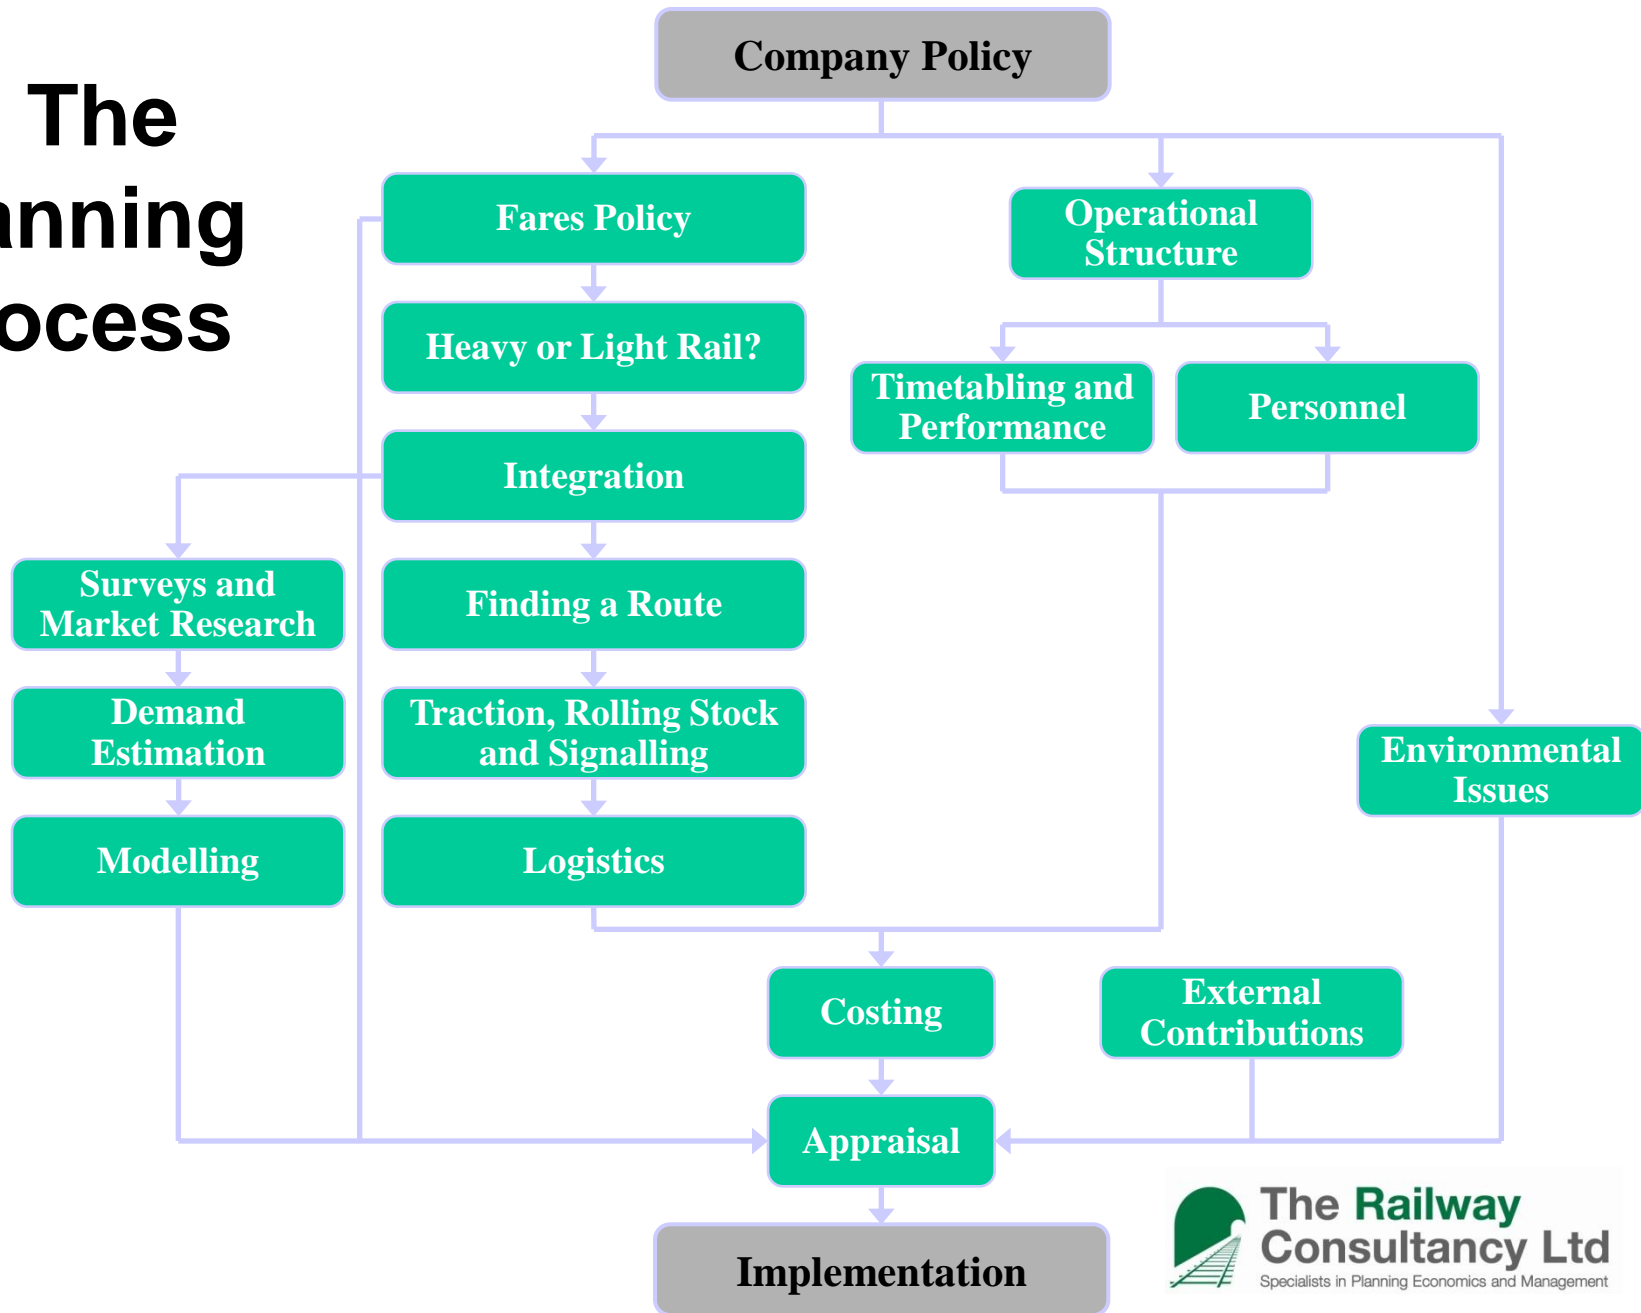 The
anning
ocess
Company Policy
Fares Policy
Operational
Structure
Heavy or Light Rail?
Timetabling and
Performance
Personnel
Integration
Surveys and
Market Research
Finding a Route
Demand
Estimation
Traction, Rolling Stock
and Signalling
Environmental
Issues
Modelling
Logistics
Costing
External
Contributions
Appraisal
Implementation
The Railway
Consultancy Ltd
Specialists in Planning Economics and Management